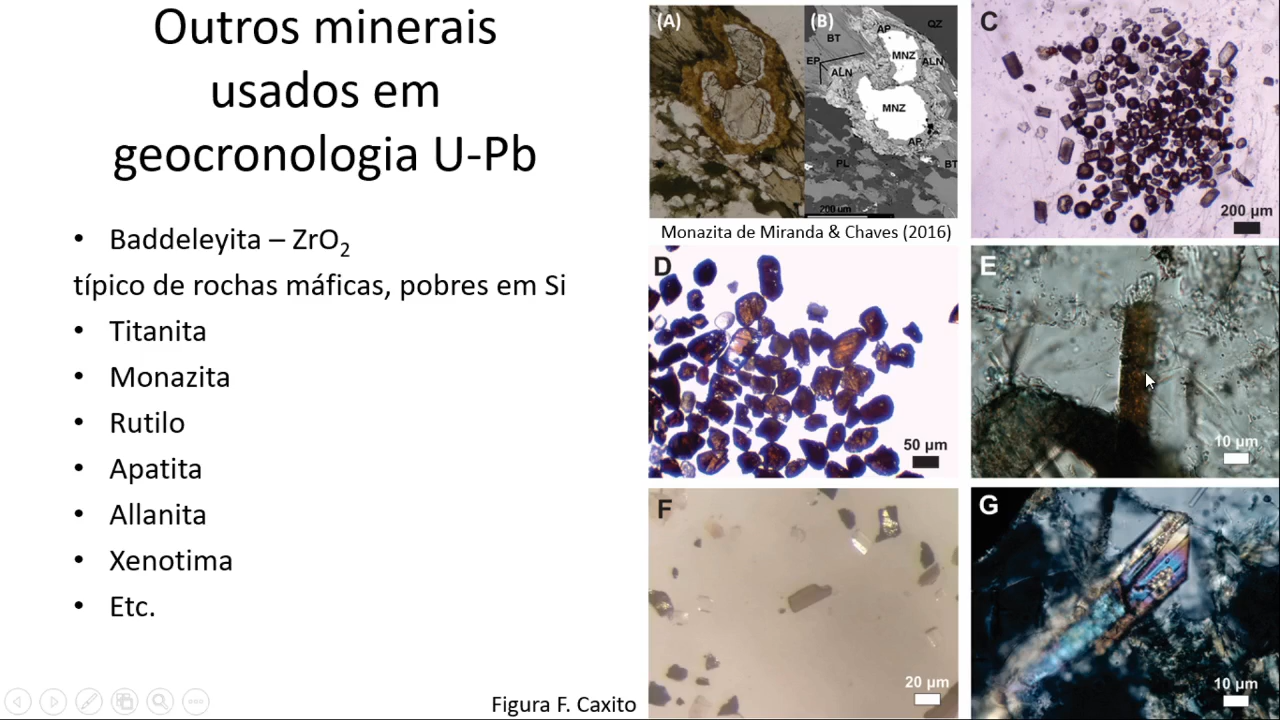 Outros minerais
usados em
geocronologia U-Pb
• Baddeleyita – ZrO₂
típico de rochas máficas, pobres em Si
• Titanita
• Monazita
• Rutilo
• Apatita
• Allanita
• Xenotima
• Etc.
Figura F. Caxito
(A)
(B)
BT
AP
QZ
EP
MNZ
ALN
ALN
MNZ
AP
PL
BT
200 um
Monazita de Miranda & Chaves (2016)
C
200 µm
D
50 µm
E
10 µm
F
20 µm
G
10 µm